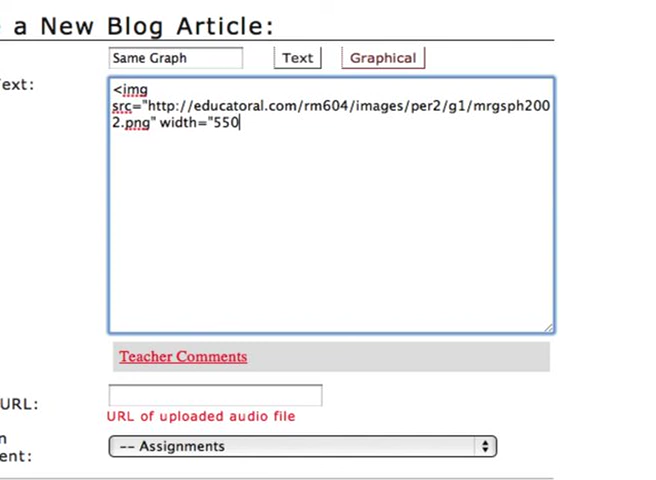 a New Blog Article:
Same Graph Text Graphical
ext:
<img
src="http://educatoral.com/rm604/images/per2/g1/mrgsph200
2.png" width="550
Teacher Comments
URL:
URL of uploaded audio file
n
ent:
-- Assignments